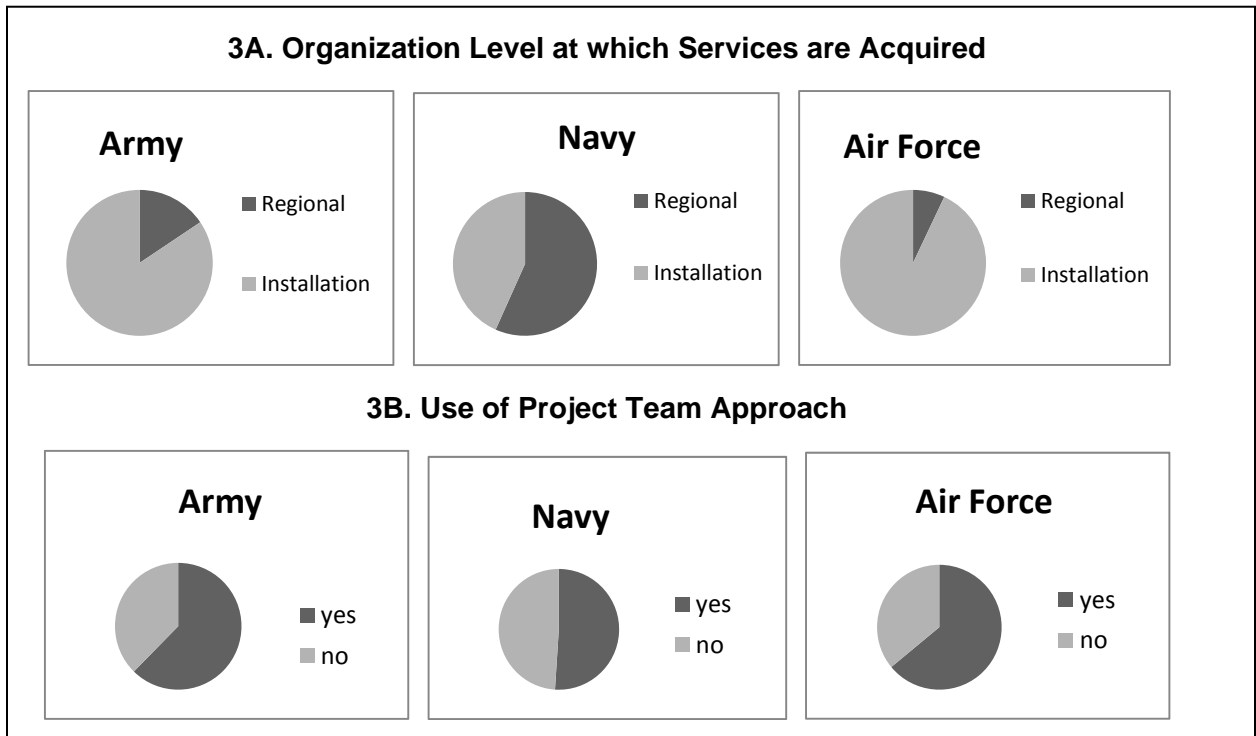 3A. Organization Level at which Services are Acquired
Army
Regional
Installation
Navy
Regional
Installation
Air Force
Regional
Installation
3B. Use of Project Team Approach
Army
yes
no
Navy
yes
no
Air Force
yes
no